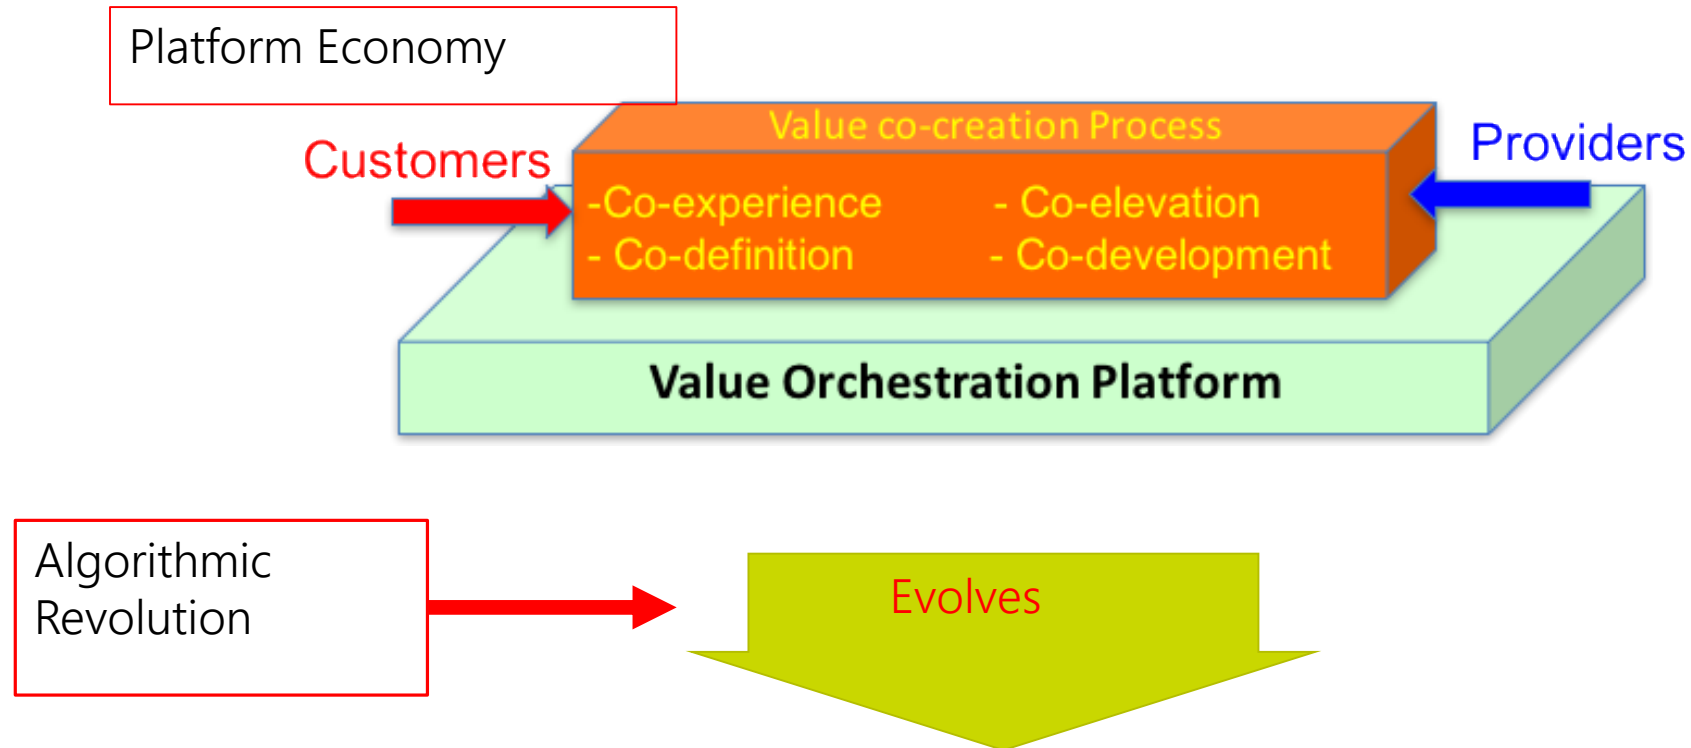 Platform Economy
Value co-creation Process
Customers
Providers
-Co-experience - Co-elevation
- Co-definition - Co-development
Value Orchestration Platform
Algorithmic
Revolution
Evolves